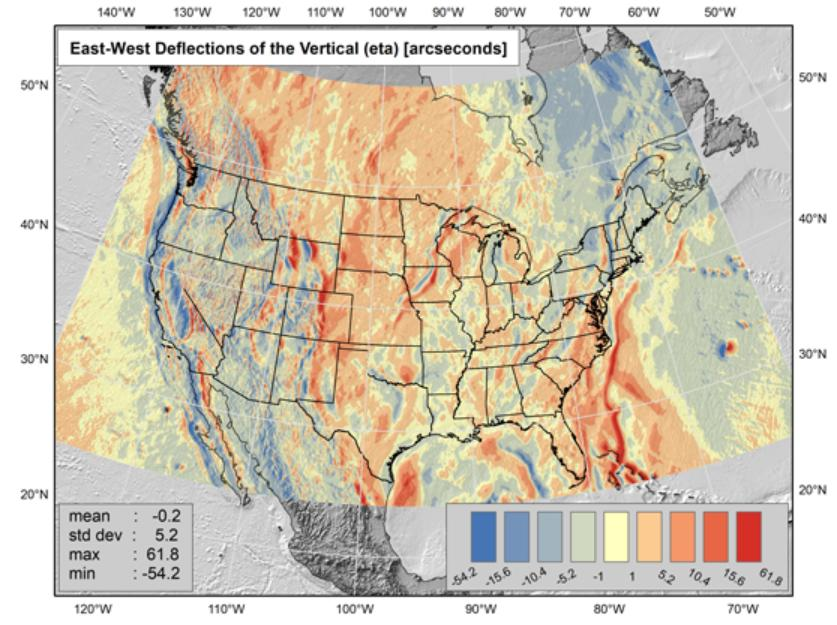 140°W 130°W 120°W 110°W 100°W 90°W 80°W 70°W 60°W 50°W
East-West Deflections of the Vertical (eta) [arcseconds]
50°N 50°N
40°N 40°N
30°N 30°N
20°N 20°N
mean : -0.2
std dev : 5.2
max : 61.8
min : -54.2
-54.2 -15.6 -10.4 -5.2 -1 1 5.2 10.4 15.6 61.8
120°W 110°W 100°W 90°W 80°W 70°W